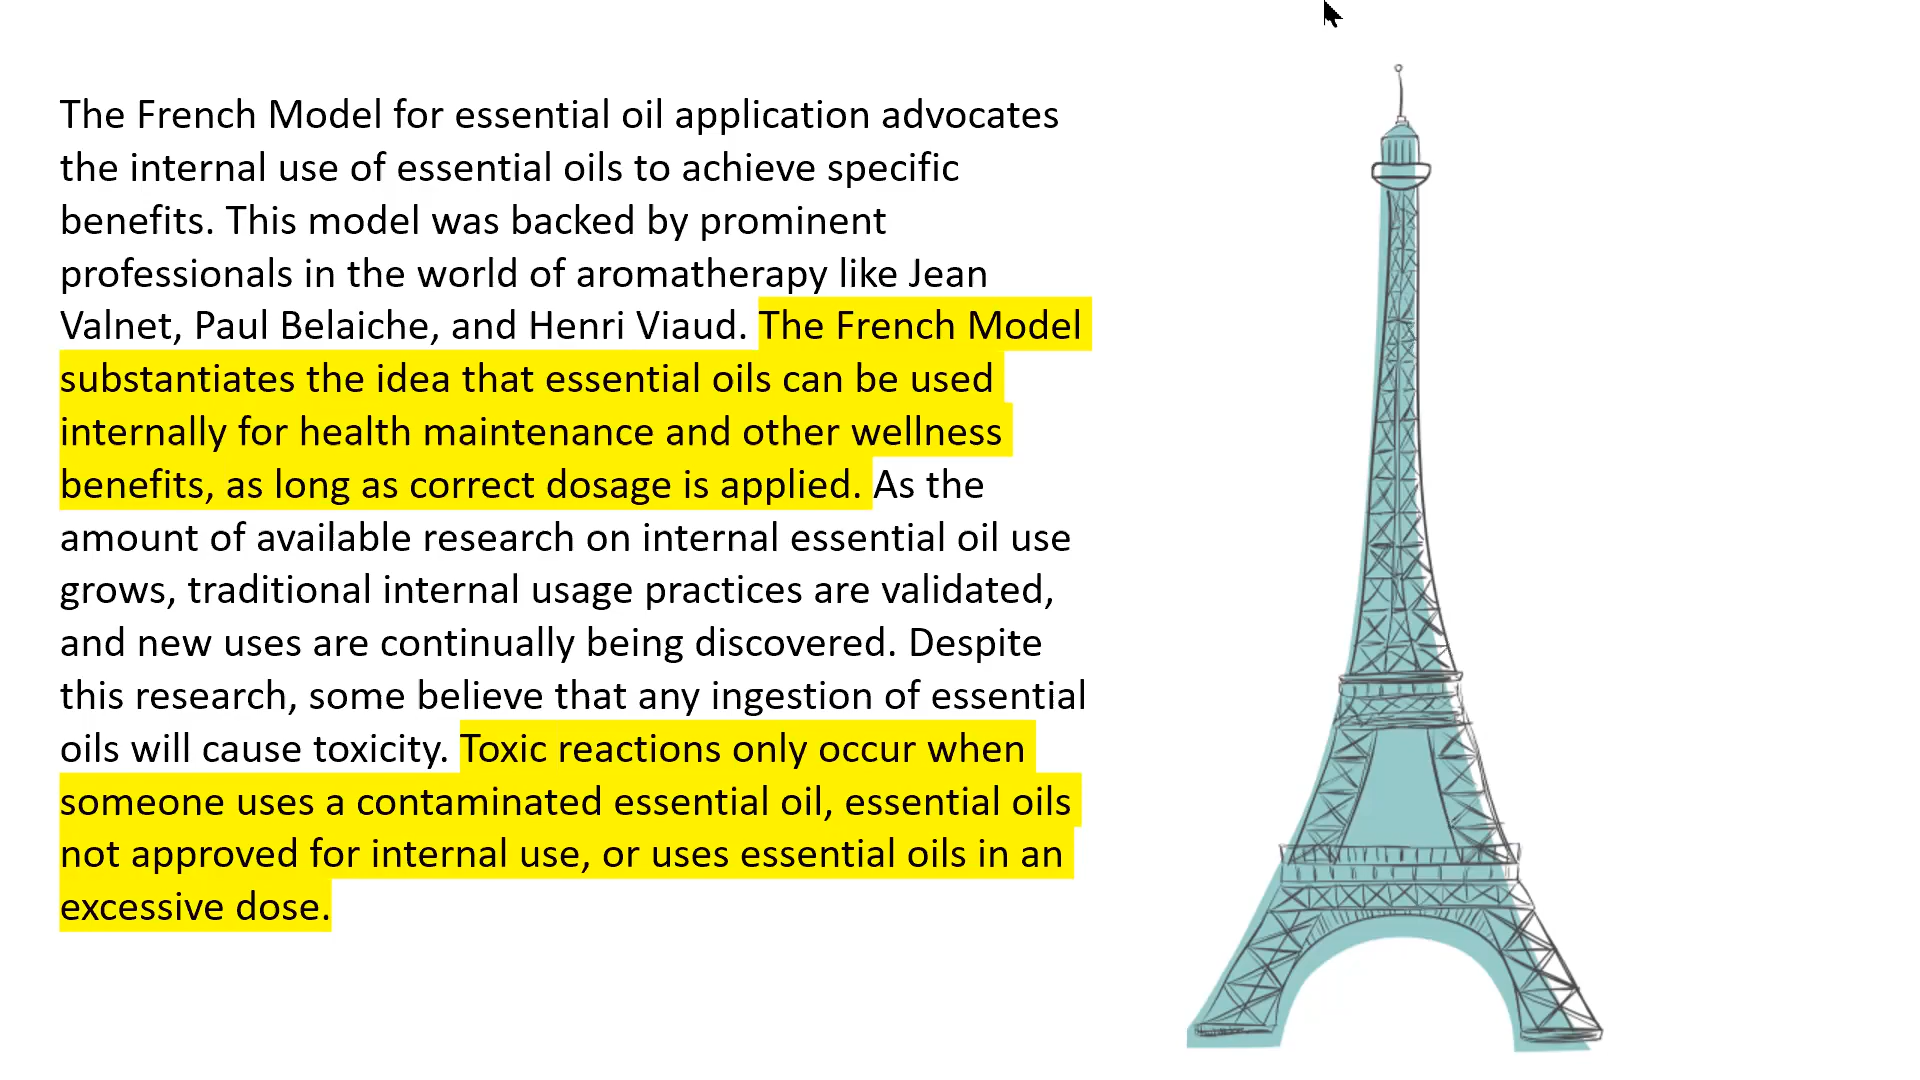 The French Model for essential oil application advocates
the internal use of essential oils to achieve specific
benefits. This model was backed by prominent
professionals in the world of aromatherapy like Jean
Valnet, Paul Belaiche, and Henri Viaud. The French Model
substantiates the idea that essential oils can be used
internally for health maintenance and other wellness
benefits, as long as correct dosage is applied. As the
amount of available research on internal essential oil use
grows, traditional internal usage practices are validated,
and new uses are continually being discovered. Despite
this research, some believe that any ingestion of essential
oils will cause toxicity. Toxic reactions only occur when
someone uses a contaminated essential oil, essential oils
not approved for internal use, or uses essential oils in an
excessive dose.